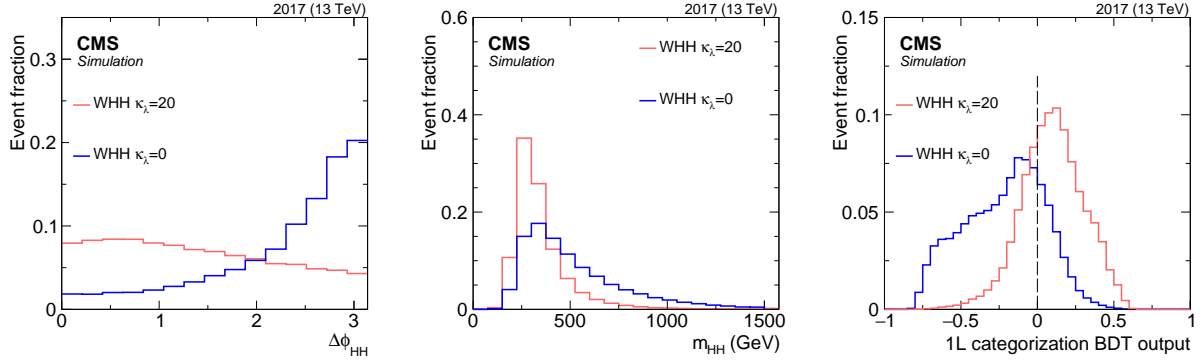 2017 (13 TeV)
CMS
Simulation
WHH κλ=20
WHH κλ=0
Event fraction
0.3
0.2
0.1
0
0 1 2 3
ΔϕHH
2017 (13 TeV)
CMS
Simulation
WHH κλ=20
WHH κλ=0
Event fraction
0.6
0.4
0.2
0.0
0 500 1000 1500
mHH (GeV)
2017 (13 TeV)
CMS
Simulation
WHH κλ=20
WHH κλ=0
Event fraction
0.15
0.1
0.05
0
−1 −0.5 0 0.5 1
1L categorization BDT output